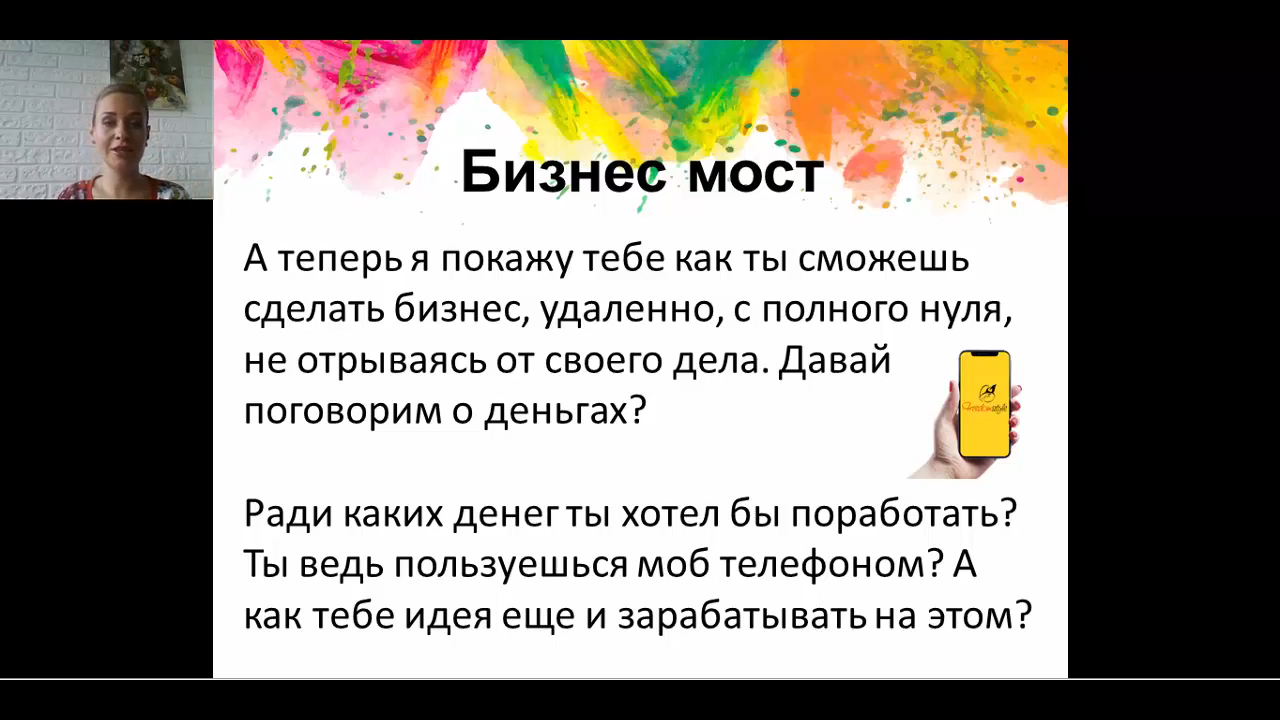 Бизнес мост
А теперь я покажу тебе как ты сможешь
сделать бизнес, удаленно, с полного нуля,
не отрываясь от своего дела. Давай
поговорим о деньгах?
Freedomstyle
Ради каких денег ты хотел бы поработать?
Ты ведь пользуешься моб телефоном? А
как тебе идея еще и зарабатывать на этом?